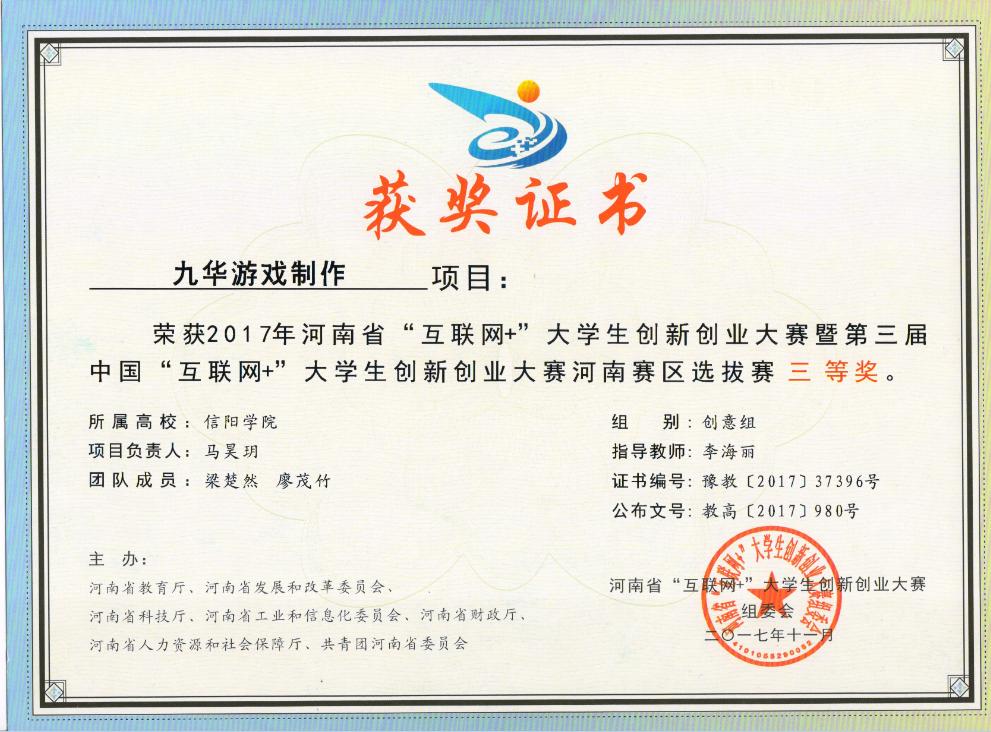 获奖证书
九华游戏制作 项目：
荣获2017年河南省“互联网+”大学生创新创业大赛暨第三届
中国“互联网+”大学生创新创业大赛河南赛区选拔赛 三 等奖。
所属高校：信阳学院
项目负责人：马昊玥
团队成员：梁楚然 廖茂竹
组 别：创意组
指导教师：李海丽
证书编号：豫教〔2017〕37396号
公布文号：教高〔2017〕980号
主 办：
河南省教育厅、河南省发展和改革委员会、
河南省科技厅、河南省工业和信息化委员会、河南省财政厅、
河南省人力资源和社会保障厅、共青团河南省委员会
河南省“互联网+”大学生创新创业大赛
组委会
二〇一七年十一月